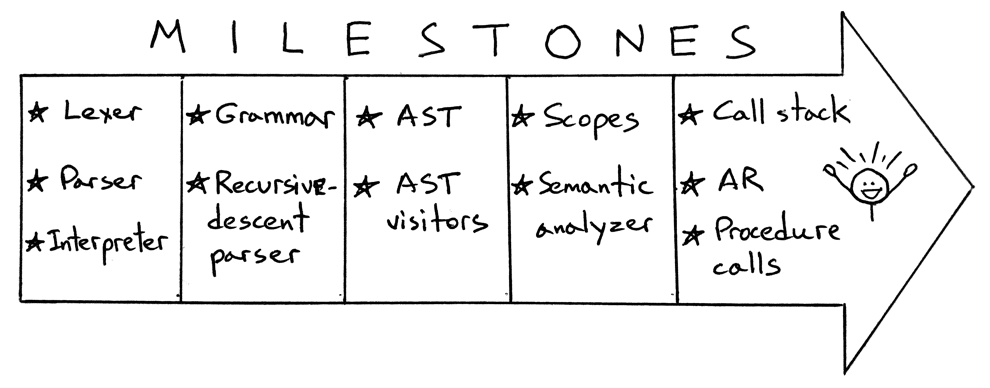 MILESTONES
★ Lexer
★ Parser
★ Interpreter
★ Grammar
★ Recursive-
descent
parser
★ AST
★ AST
visitors
★ Scopes
★ Semantic
analyzer
★ Call stack
★ AR
★ Procedure
calls